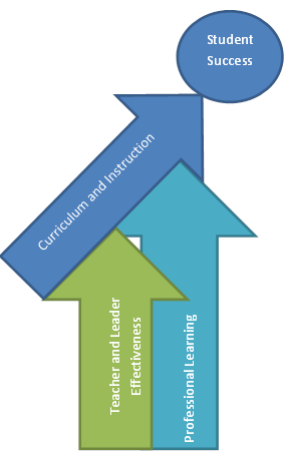 Student
Success
Curriculum and Instruction
Teacher and Leader
Effectiveness
Professional Learning